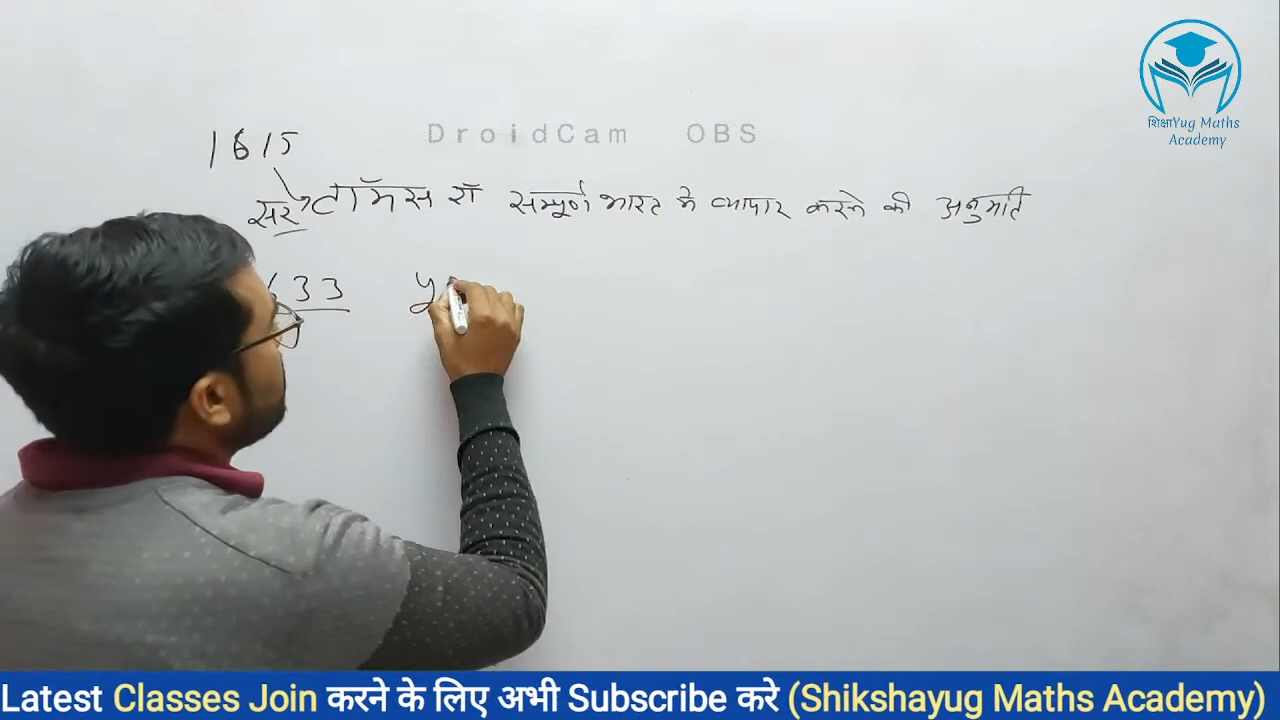 शिक्षाYug Maths
Academy
DroidCam OBS
1615
सर टॉमस रॉ सम्पूर्ण भारत मे व्यापार करने की अनुमति
633
Latest Classes Join करने के लिए अभी Subscribe करे (Shikshayug Maths Academy)